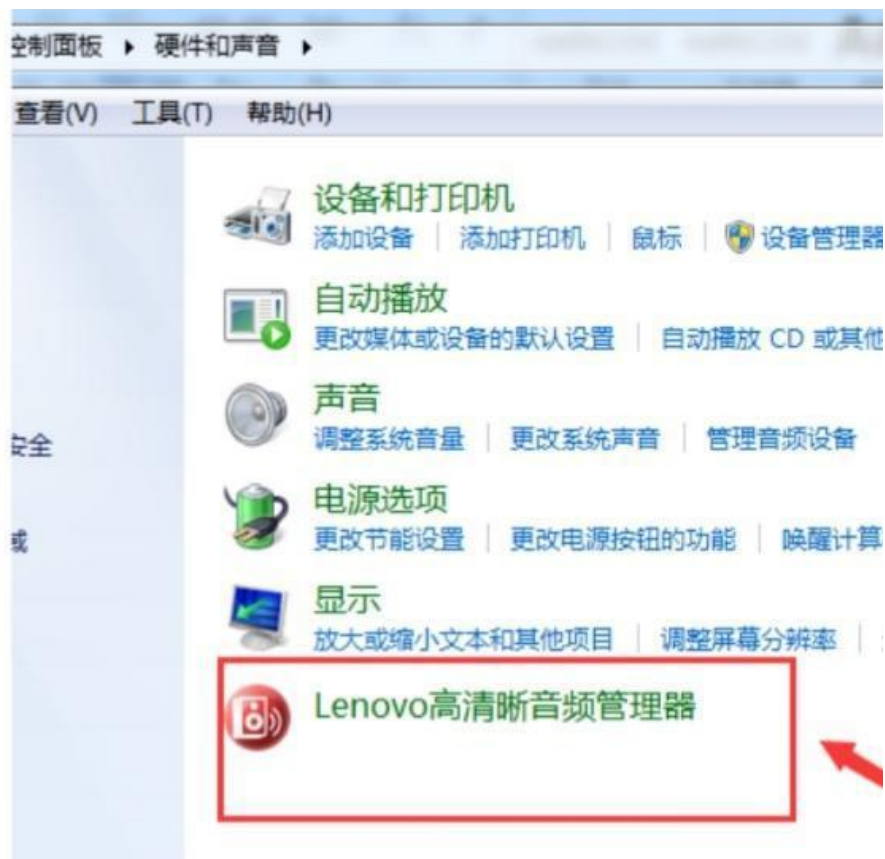 控制面板 ▸ 硬件和声音 ▸
查看(V) 工具(T) 帮助(H)
设备和打印机
添加设备 | 添加打印机 | 鼠标 | 设备管理器
自动播放
更改媒体或设备的默认设置 | 自动播放 CD 或其他
声音
调整系统音量 | 更改系统声音 | 管理音频设备
安全
电源选项
更改节能设置 | 更改电源按钮的功能 | 唤醒计算
域
显示
放大或缩小文本和其他项目 | 调整屏幕分辨率 |
Lenovo高清晰音频管理器